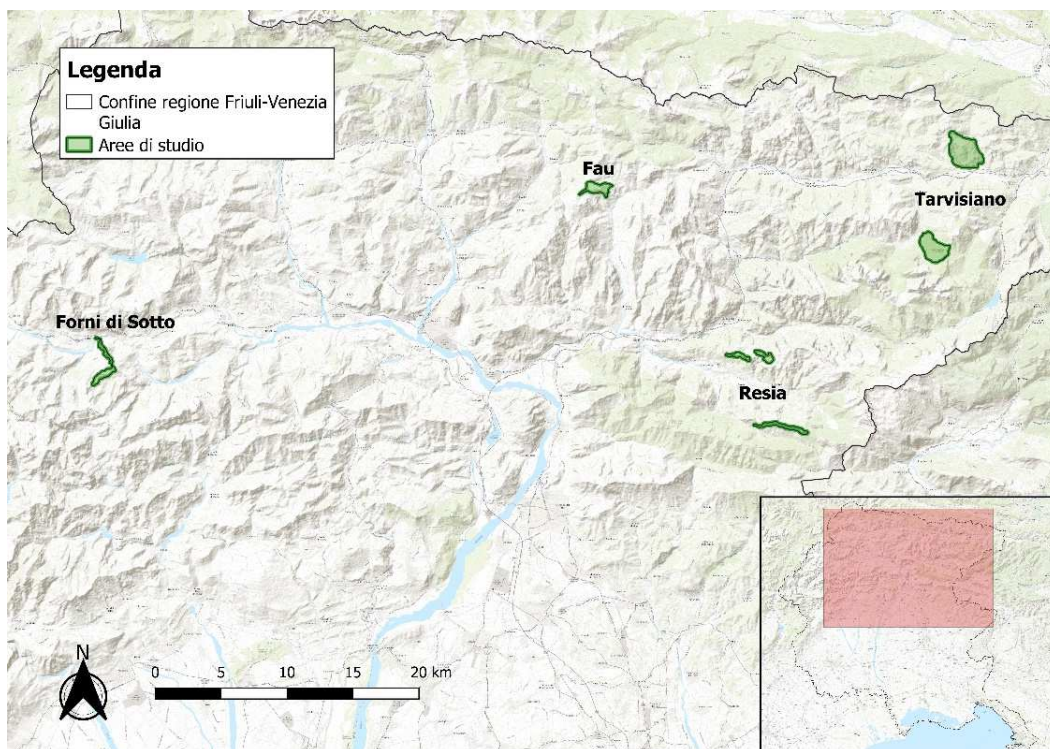 Legenda
Confine regione Friuli-Venezia
Giulia
Aree di studio
Fau
Tarvisiano
Forni di Sotto
Resia
N
0 5 10 15 20 km